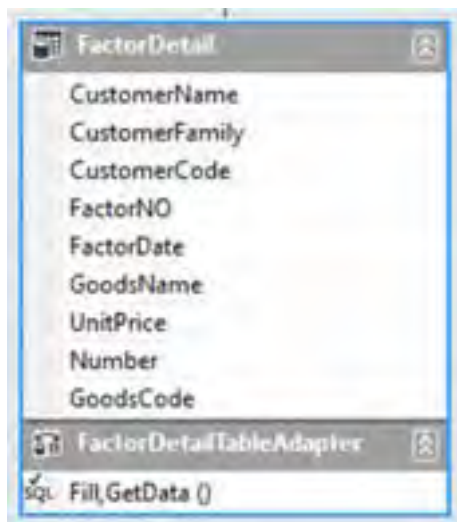 FactorDetail
CustomerName
CustomerFamily
CustomerCode
FactorNO
FactorDate
GoodsName
UnitPrice
Number
GoodsCode
FactorDetailTableAdapter
SQL Fill,GetData ()